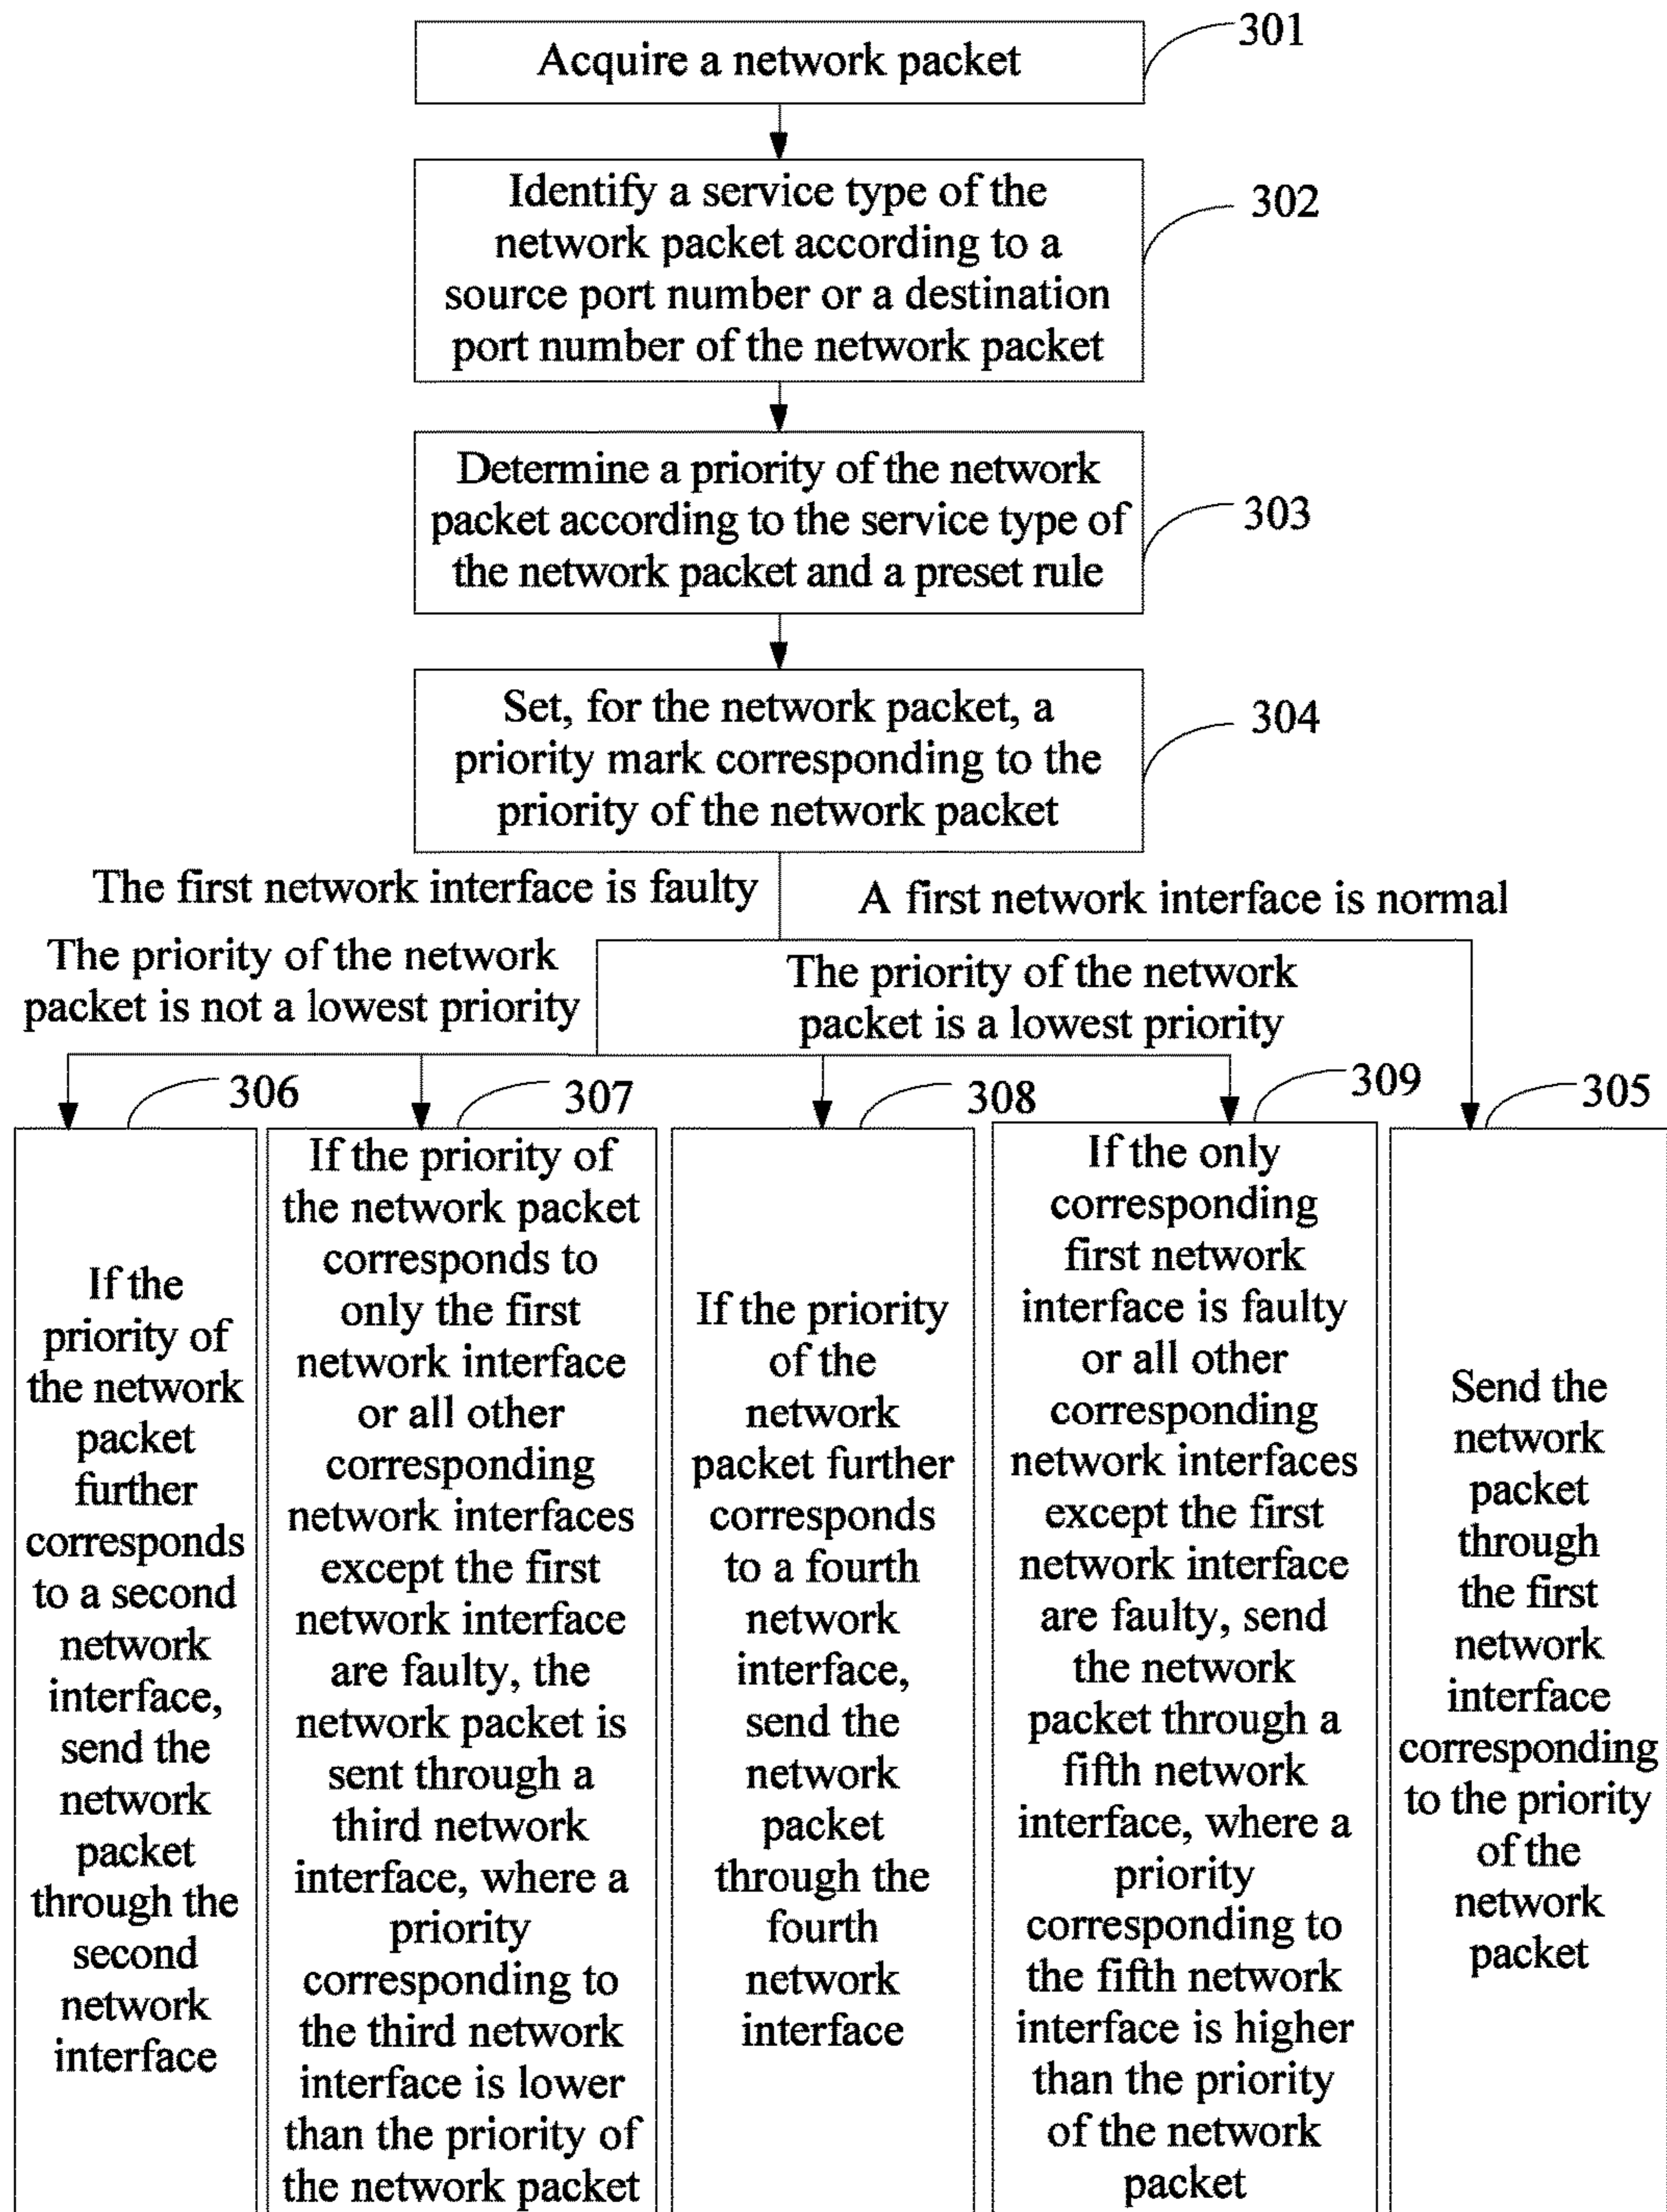 Acquire a network packet
301
Identify a service type of the
network packet according to a
source port number or a destination
port number of the network packet
302
Determine a priority of the network
packet according to the service type of
the network packet and a preset rule
303
Set, for the network packet, a
priority mark corresponding to the
priority of the network packet
304
The first network interface is faulty
A first network interface is normal
The priority of the network
packet is not a lowest priority
The priority of the network
packet is a lowest priority
306
If the
priority of
the network
packet
further
corresponds
to a second
network
interface,
send the
network
packet
through the
second
network
interface
307
If the priority of
the network packet
corresponds to
only the first
network interface
or all other
corresponding
network interfaces
except the first
network interface
are faulty, the
network packet is
sent through a
third network
interface, where a
priority
corresponding to
the third network
interface is lower
than the priority of
the network packet
308
If the priority
of the
network
packet further
corresponds
to a fourth
network
interface,
send the
network
packet
through the
fourth
network
interface
309
If the only
corresponding
first network
interface is faulty
or all other
corresponding
network interfaces
except the first
network interface
are faulty, send
the network
packet through a
fifth network
interface, where a
priority
corresponding to
the fifth network
interface is higher
than the priority
of the network
packet
305
Send the
network
packet
through
the first
network
interface
corresponding
to the priority
of the
network
packet